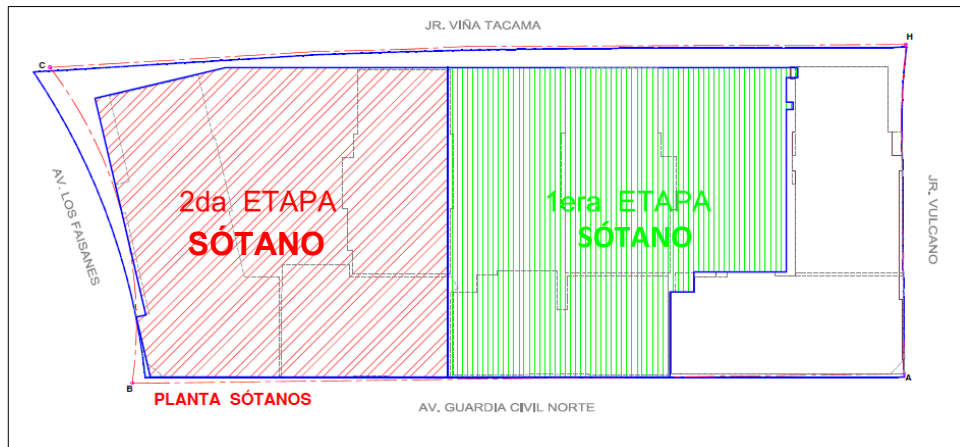 JR. VIÑA TACAMA
H
C
AV. LOS FAISANES
2da ETAPA
SÓTANO
1era ETAPA
SÓTANO
JR. VULCANO
B
A
PLANTA SÓTANOS
AV. GUARDIA CIVIL NORTE